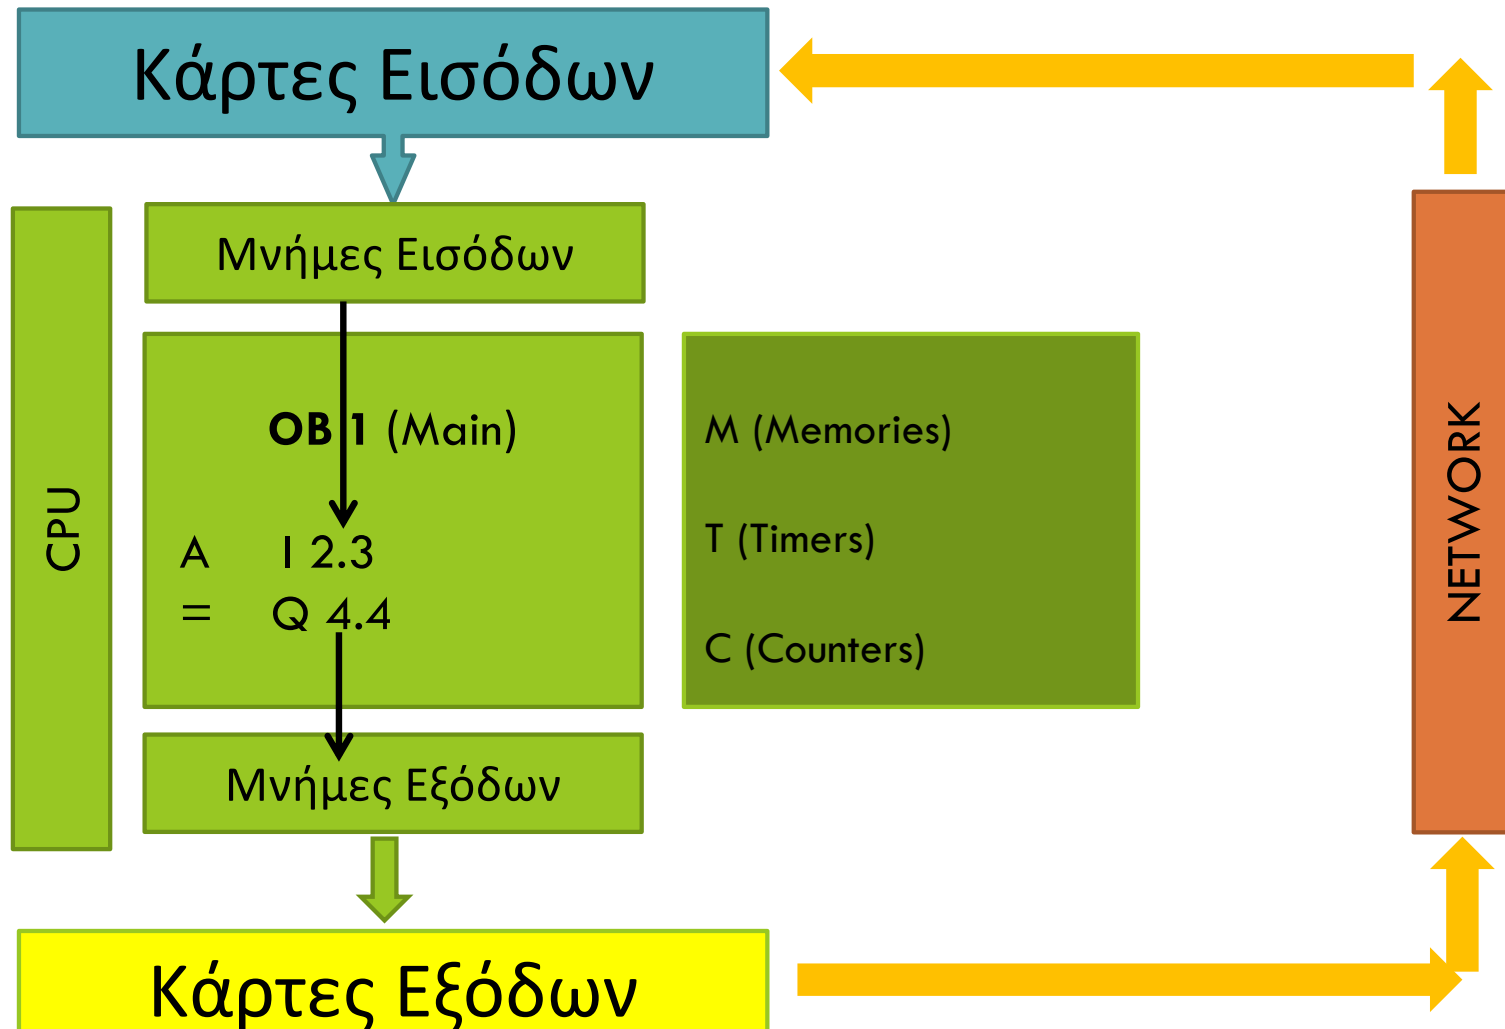 Κάρτες Εισόδων
Μνήμες Εισόδων
CPU
OB 1 (Main)
A I 2.3
= Q 4.4
M (Memories)
T (Timers)
C (Counters)
NETWORK
Μνήμες Εξόδων
Κάρτες Εξόδων